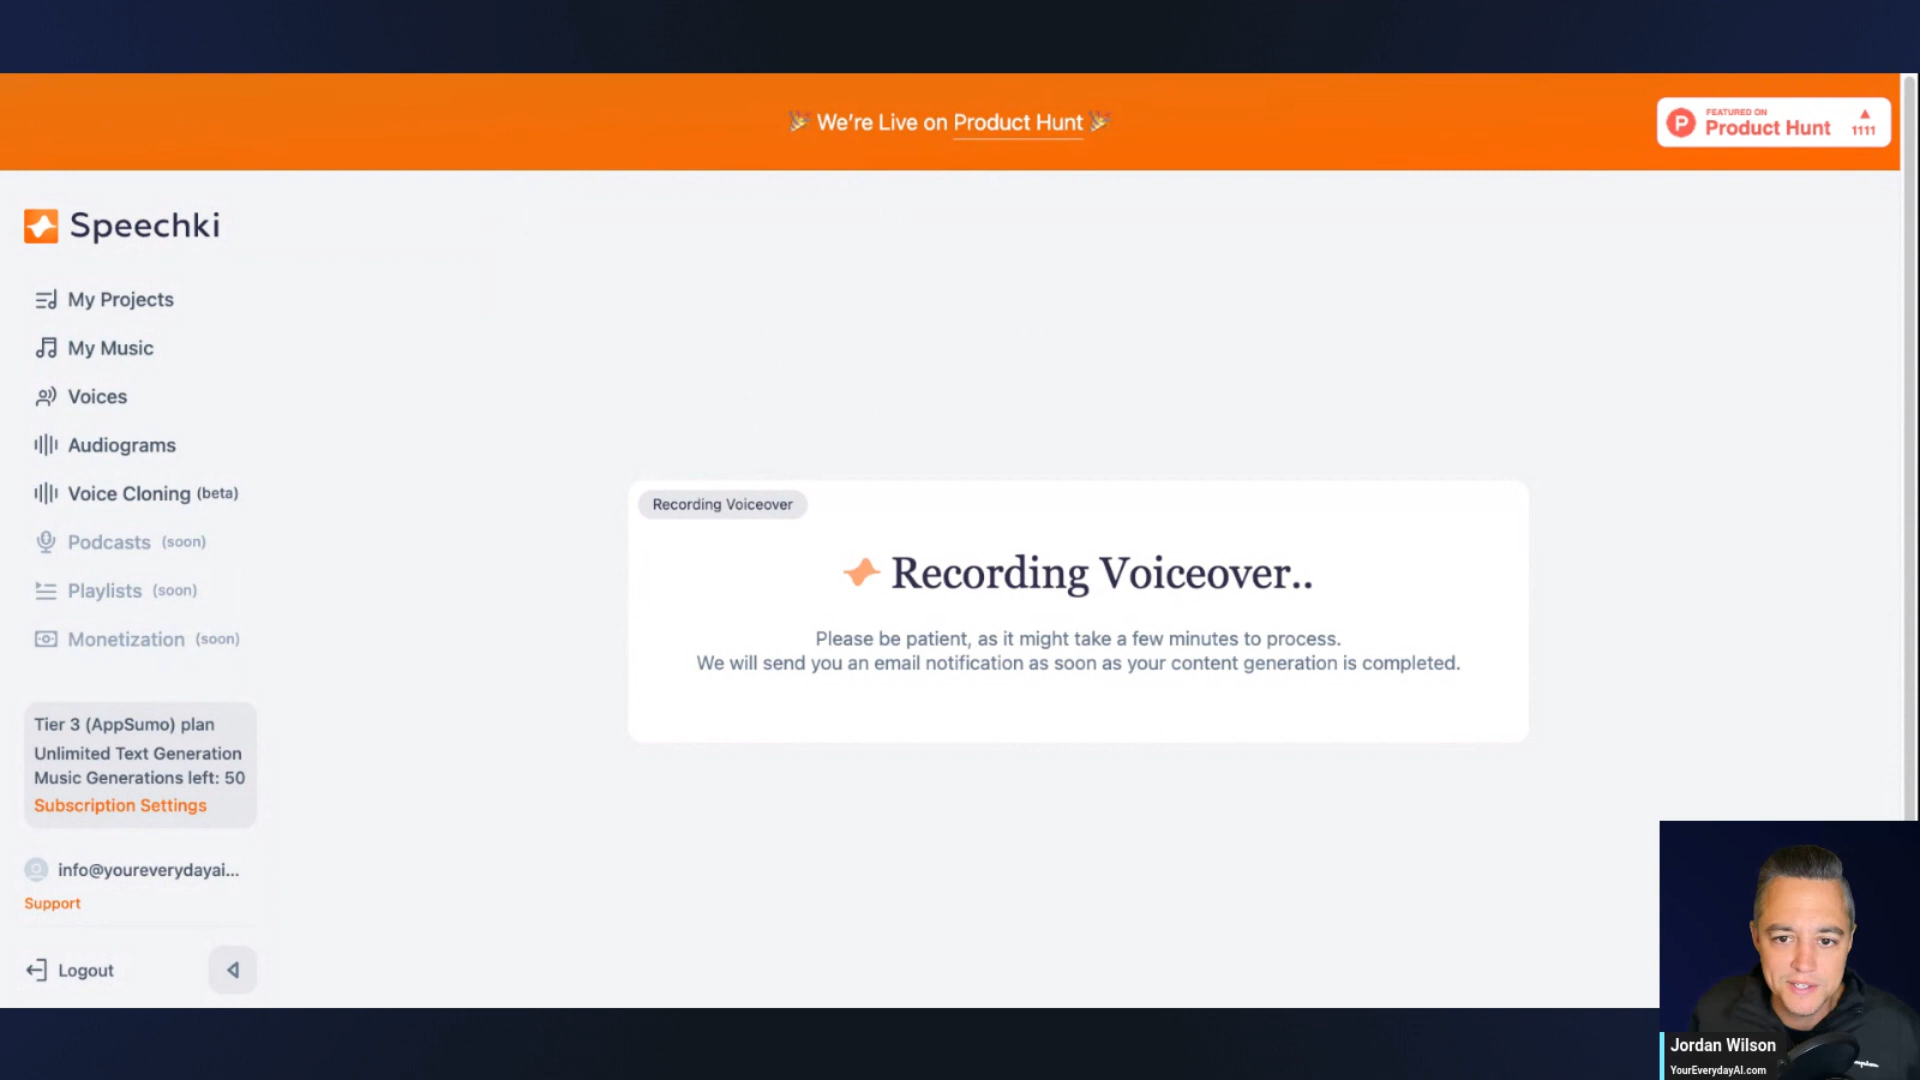 We're Live on Product Hunt
FEATURED ON
Product Hunt
1111
Speechki
My Projects
My Music
Voices
Audiograms
Voice Cloning (beta)
Podcasts (soon)
Playlists (soon)
Monetization (soon)
Recording Voiceover
Recording Voiceover..
Please be patient, as it might take a few minutes to process.
We will send you an email notification as soon as your content generation is completed.
Tier 3 (AppSumo) plan
Unlimited Text Generation
Music Generations left: 50
Subscription Settings
info@youreverydayai...
Support
Logout
Jordan Wilson
YourEverydayAI.com